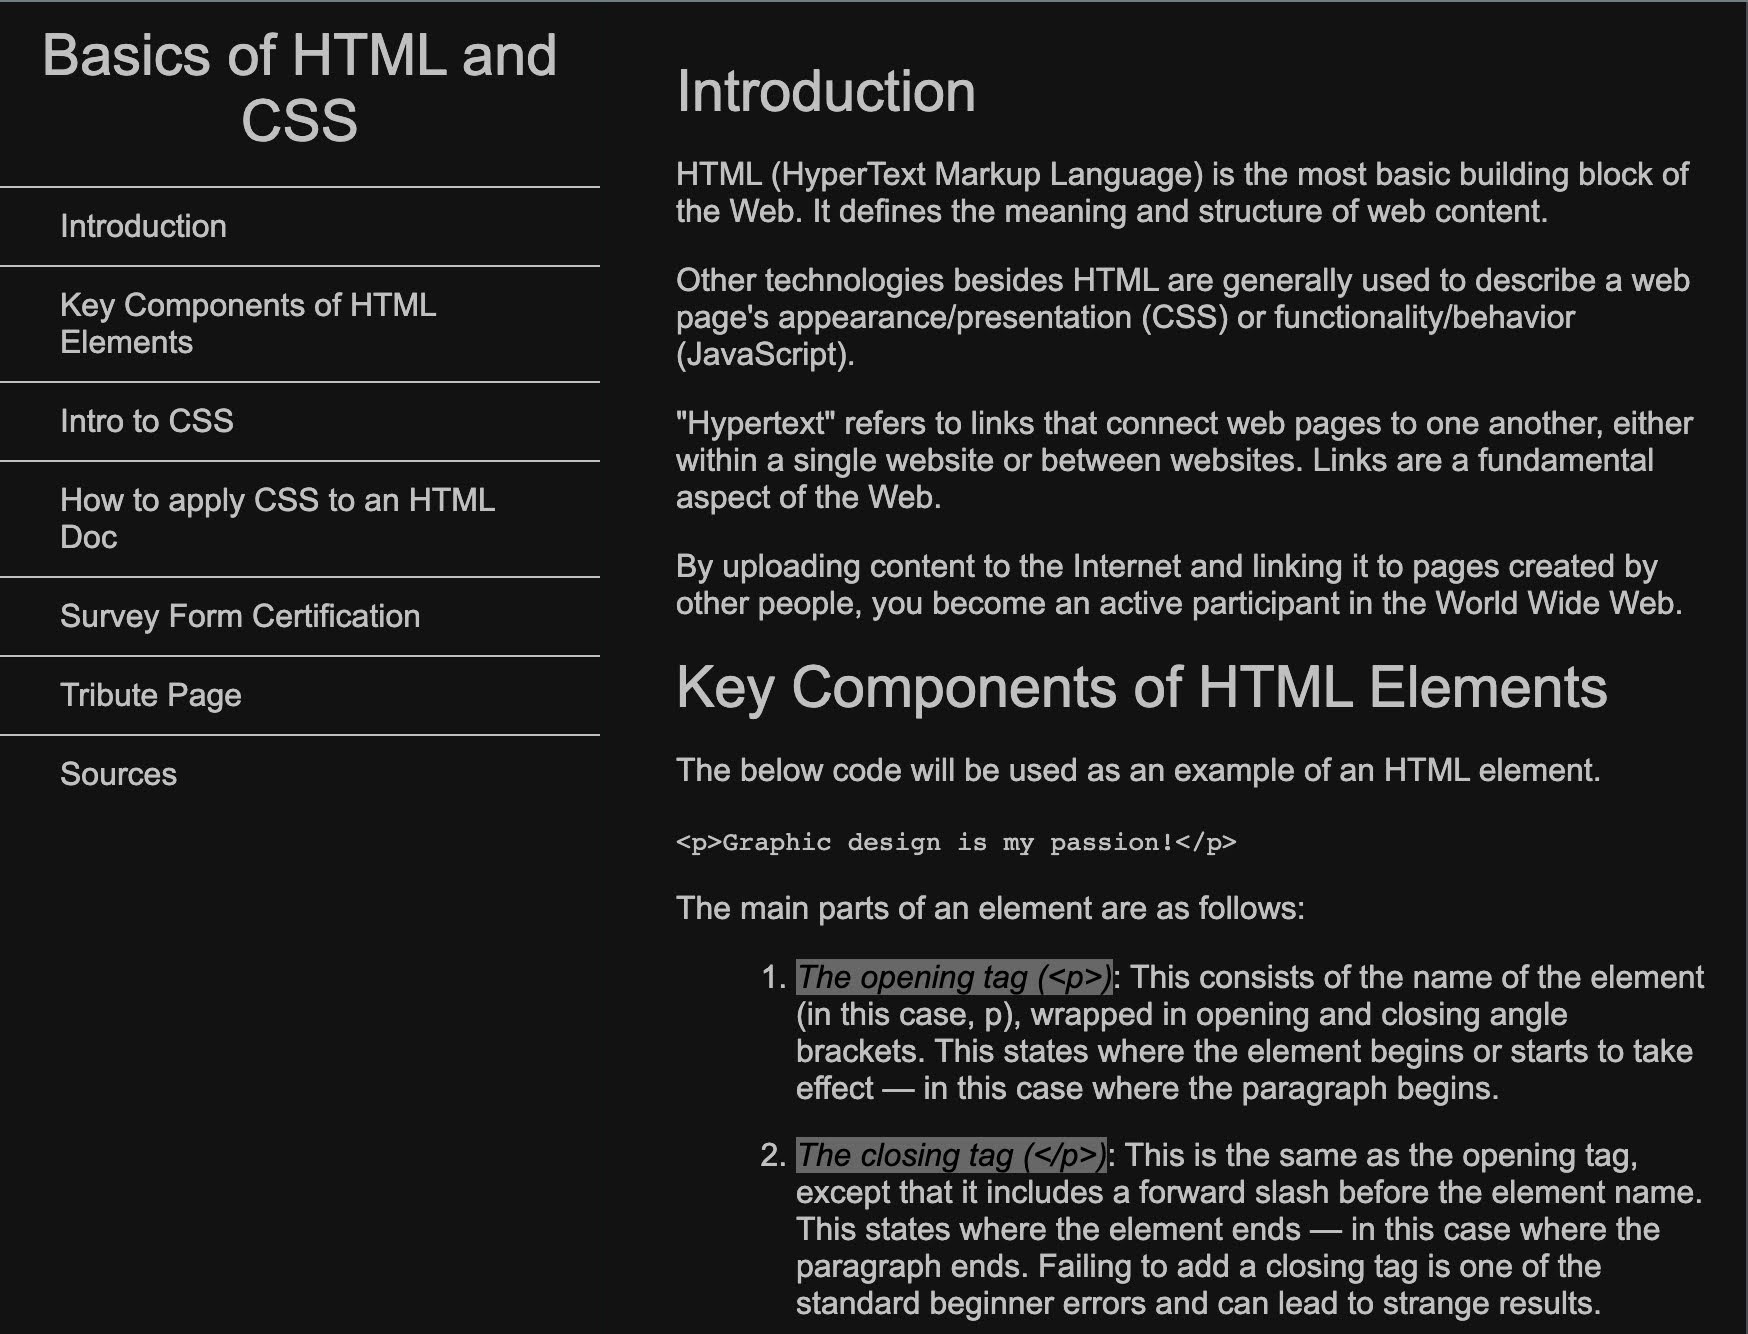 Basics of HTML and
CSS
Introduction
Key Components of HTML
Elements
Intro to CSS
How to apply CSS to an HTML
Doc
Survey Form Certification
Tribute Page
Sources
Introduction
HTML (HyperText Markup Language) is the most basic building block of
the Web. It defines the meaning and structure of web content.
Other technologies besides HTML are generally used to describe a web
page's appearance/presentation (CSS) or functionality/behavior
(JavaScript).
"Hypertext" refers to links that connect web pages to one another, either
within a single website or between websites. Links are a fundamental
aspect of the Web.
By uploading content to the Internet and linking it to pages created by
other people, you become an active participant in the World Wide Web.
Key Components of HTML Elements
The below code will be used as an example of an HTML element.
<p>Graphic design is my passion!</p>
The main parts of an element are as follows:
1. The opening tag (<p>): This consists of the name of the element
(in this case, p), wrapped in opening and closing angle
brackets. This states where the element begins or starts to take
effect — in this case where the paragraph begins.
2. The closing tag (</p>): This is the same as the opening tag,
except that it includes a forward slash before the element name.
This states where the element ends — in this case where the
paragraph ends. Failing to add a closing tag is one of the
standard beginner errors and can lead to strange results.